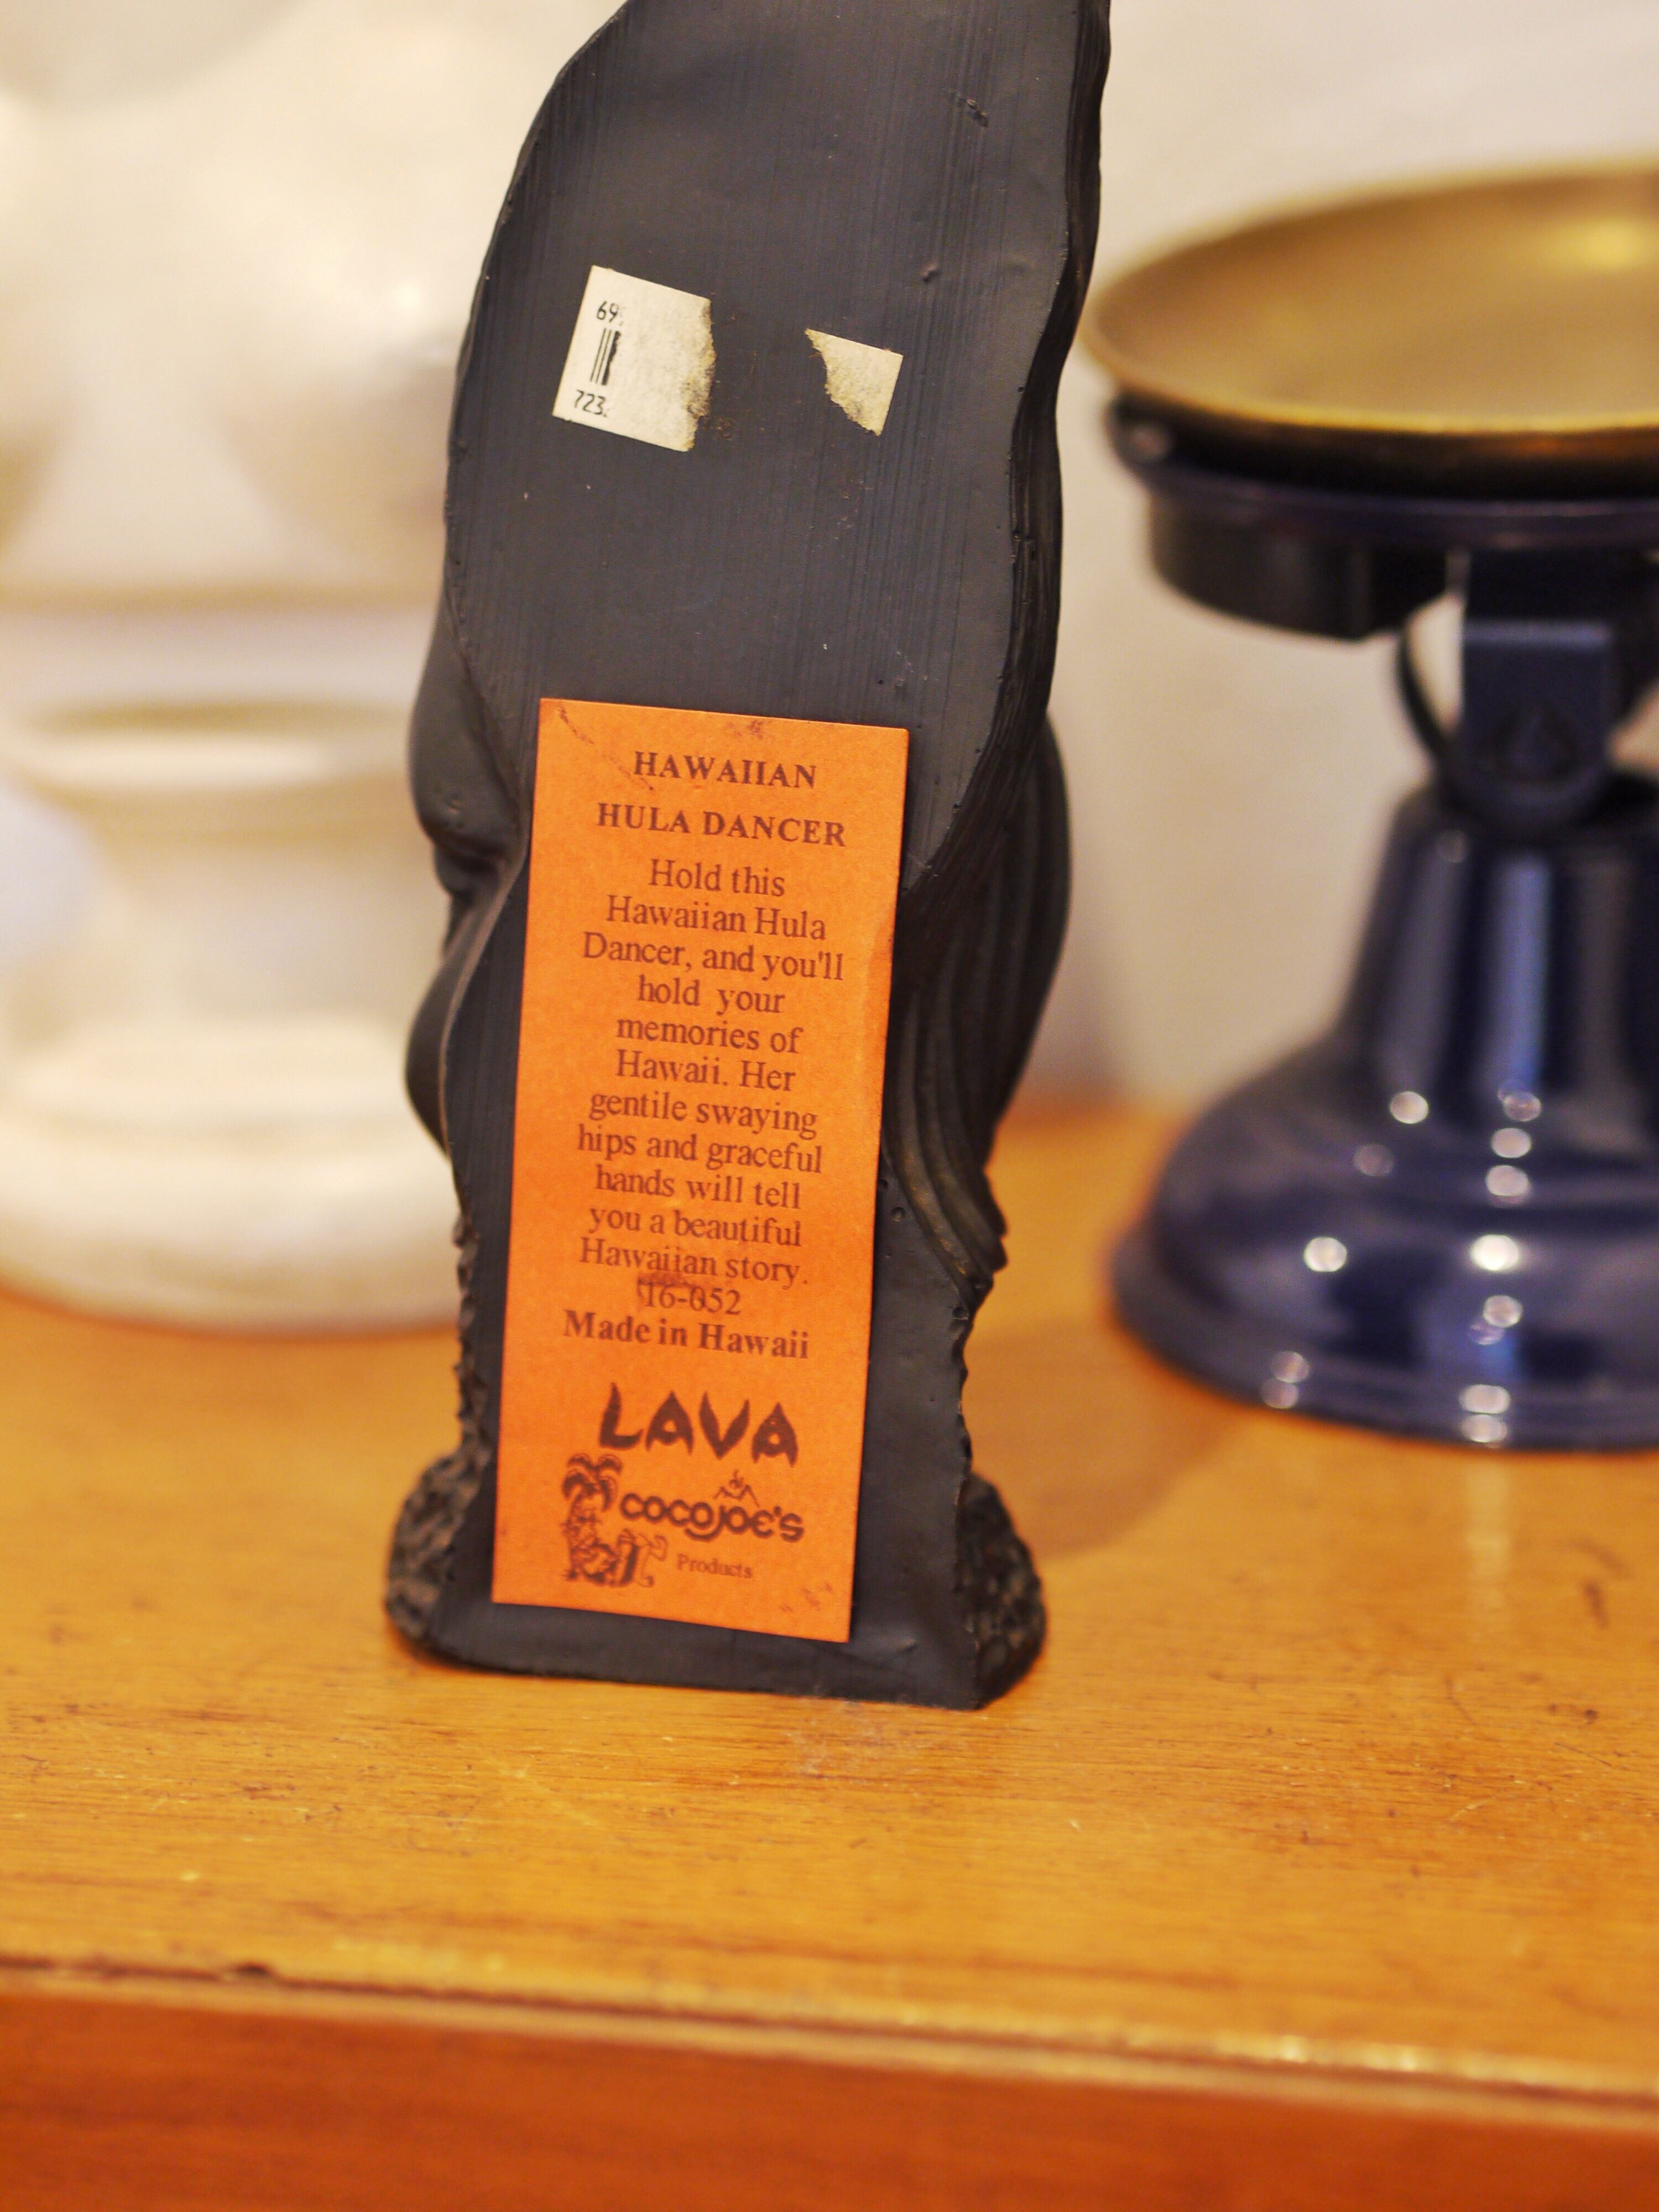 69
723
HAWAIIAN
HULA DANCER
Hold this
Hawaiian Hula
Dancer, and you'll
hold your
memories of
Hawaii. Her
gentile swaying
hips and graceful
hands will tell
you a beautiful
Hawaiian story.
16-052
Made in Hawaii
LAVA
COCOJOE'S
Products